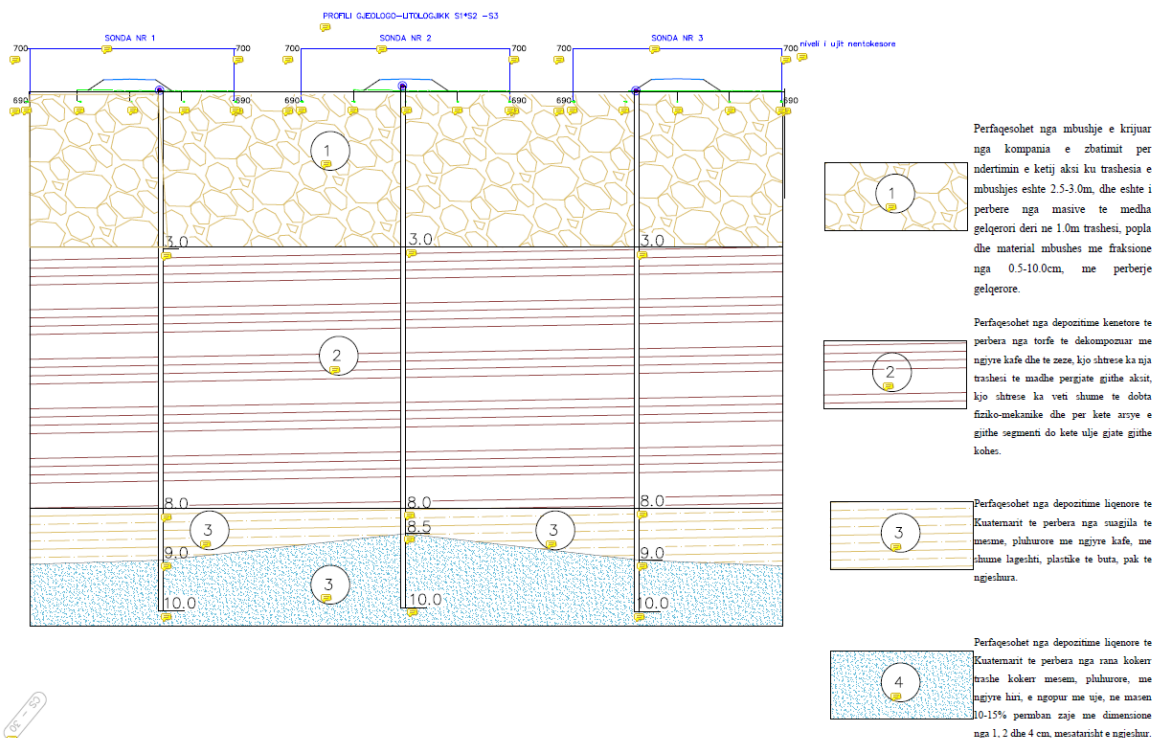 PROFILI GJEOLOGO-LITOLOGJIKK S1*S2 -S3
SONDA NR 1
SONDA NR 2
SONDA NR 3
niveli i ujit nentokesore
700
700
700
700
700
700
690
690
690
690
690
690
1
3.0
3.0
3.0
2
8.0
8.0
8.0
3
8.5
3
9.0
9.0
3
10.0
10.0
10.0
1
Perfaqesohet nga mbushje e krijuar
nga kompania e zbatimit per
ndertimin e ketij aksi ku trashesia e
mbushjes eshte 2.5-3.0m, dhe eshte i
perbere nga masive te medha
gelqerori deri ne 1.0m trashesi, popla
dhe material mbushes me fraksione
nga 0.5-10.0cm, me perberje
gelqerore.
2
Perfaqesohet nga depozitime kenetore te
perbera nga torfe te dekompozuar me
ngjyre kafe dhe te zeze, kjo shtrese ka nja
trashesi te madhe pergjate gjithe aksit,
kjo shtrese ka veti shume te dobta
fiziko-mekanike dhe per kete arsye e
gjithe segmenti do kete ulje gjate gjithe
kohes.
3
Perfaqesohet nga depozitime liqenore te
Kuaternarit te perbera nga suagjila te
mesme, pluhurore me ngjyre kafe, me
shume lageshti, plastike te buta, pak te
ngjeshura.
4
Perfaqesohet nga depozitime liqenore te
Kuaternarit te perbera nga rana kokerr
trashe kokerr mesem, pluhurore, me
ngjyre hiri, e ngopur me uje, ne masen
10-15% permban zaje me dimensione
nga 1, 2 dhe 4 cm, mesatarisht e ngjeshur.
CS - 30